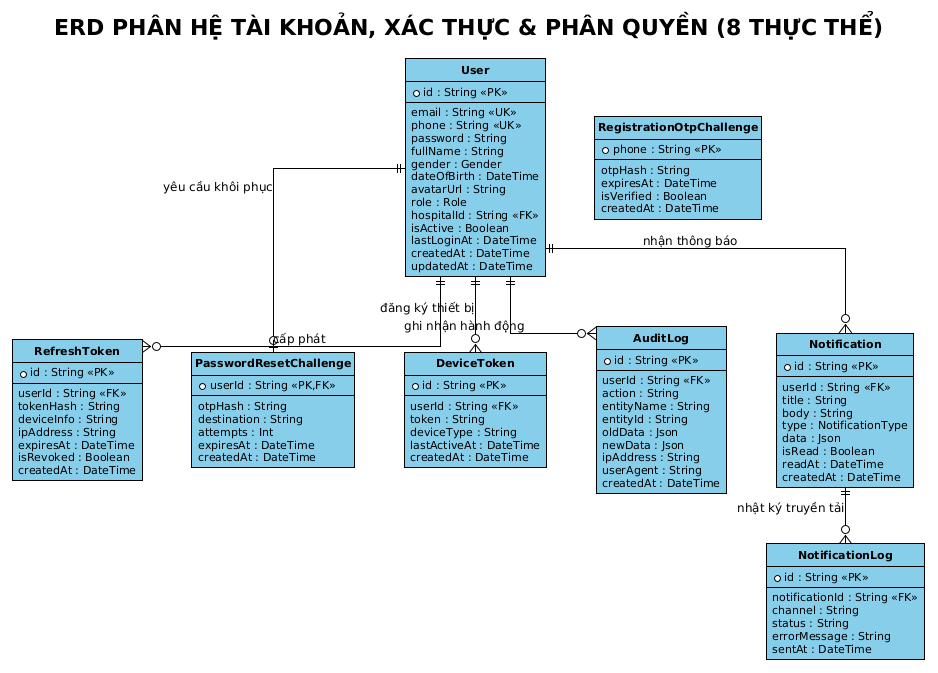 ERD PHÂN HỆ TÀI KHOẢN, XÁC THỰC & PHÂN QUYỀN (8 THỰC THỂ)
User
id : String «PK»
email : String «UK»
phone : String «UK»
password : String
fullName : String
gender : Gender
dateOfBirth : DateTime
avatarUrl : String
role : Role
hospitalId : String «FK»
isActive : Boolean
lastLoginAt : DateTime
createdAt : DateTime
updatedAt : DateTime
RegistrationOtpChallenge
phone : String «PK»
otpHash : String
expiresAt : DateTime
isVerified : Boolean
createdAt : DateTime
yêu cầu khôi phục
nhận thông báo
đăng ký thiết bị
ghi nhận hành động
cấp phát
RefreshToken
id : String «PK»
userId : String «FK»
tokenHash : String
deviceInfo : String
ipAddress : String
expiresAt : DateTime
isRevoked : Boolean
createdAt : DateTime
PasswordResetChallenge
userId : String «PK,FK»
otpHash : String
destination : String
attempts : Int
expiresAt : DateTime
createdAt : DateTime
DeviceToken
id : String «PK»
userId : String «FK»
token : String
deviceType : String
lastActiveAt : DateTime
createdAt : DateTime
AuditLog
id : String «PK»
userId : String «FK»
action : String
entityName : String
entityId : String
oldData : Json
newData : Json
ipAddress : String
userAgent : String
createdAt : DateTime
Notification
id : String «PK»
userId : String «FK»
title : String
body : String
type : NotificationType
data : Json
isRead : Boolean
readAt : DateTime
createdAt : DateTime
nhật ký truyền tải
NotificationLog
id : String «PK»
notificationId : String «FK»
channel : String
status : String
errorMessage : String
sentAt : DateTime